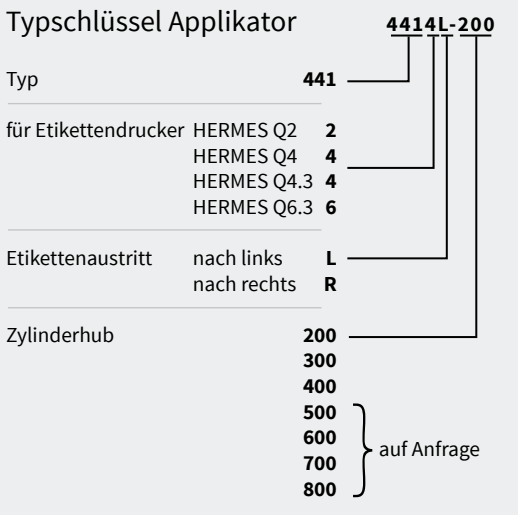 Typschlüssel Applikator 4414L-200
Typ 441
für Etikettendrucker HERMES Q2 2
HERMES Q4 4
HERMES Q4.3 4
HERMES Q6.3 6
Etikettenaustritt nach links L
nach rechts R
Zylinderhub 200
300
400
500
600
auf Anfrage
700
800